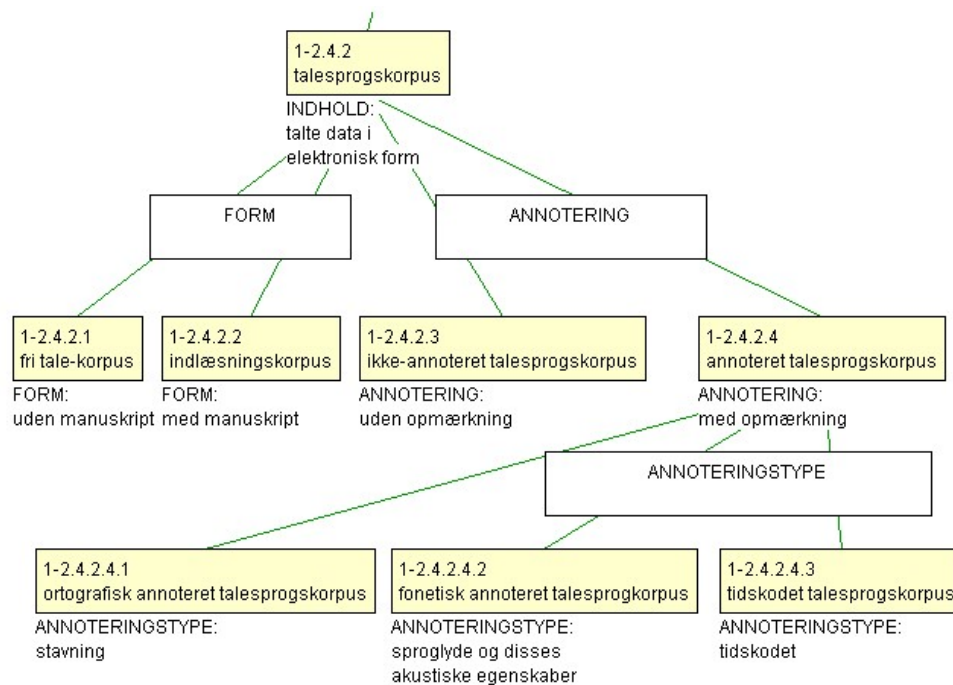 1-2.4.2
talesprogskorpus
INDHOLD:
talte data i
elektronisk form
FORM
ANNOTERING
1-2.4.2.1
fri tale-korpus
FORM:
uden manuskript
1-2.4.2.2
indlæsningskorpus
FORM:
med manuskript
1-2.4.2.3
ikke-annoteret talesprogskorpus
ANNOTERING:
uden opmærkning
1-2.4.2.4
annoteret talesprogskorpus
ANNOTERING:
med opmærkning
ANNOTERINGSTYPE
1-2.4.2.4.1
ortografisk annoteret talesprogskorpus
ANNOTERINGSTYPE:
stavning
1-2.4.2.4.2
fonetisk annoteret talesprogkorpus
ANNOTERINGSTYPE:
sproglyde og disses
akustiske egenskaber
1-2.4.2.4.3
tidskodet talesprogskorpus
ANNOTERINGSTYPE:
tidskodet